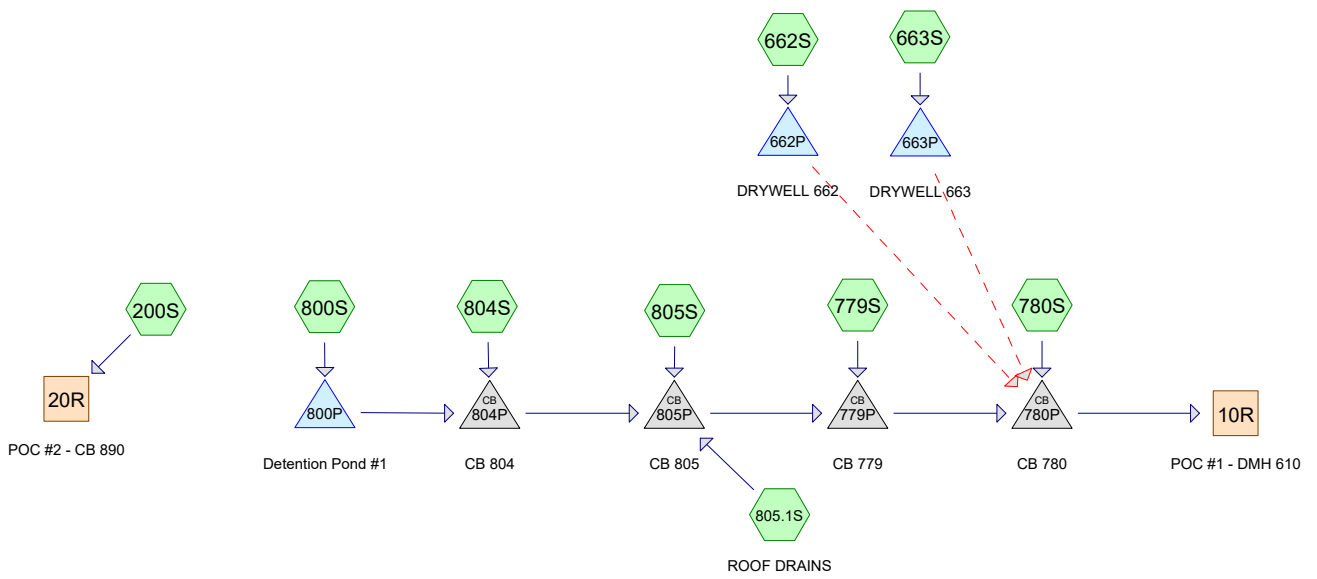 662S
663S
662P
663P
DRYWELL 662
DRYWELL 663
200S
800S
804S
805S
779S
780S
20R
800P
CB
804P
CB
805P
CB
779P
CB
780P
10R
POC #2 - CB 890
Detention Pond #1
CB 804
CB 805
CB 779
CB 780
POC #1 - DMH 610
805.1S
ROOF DRAINS